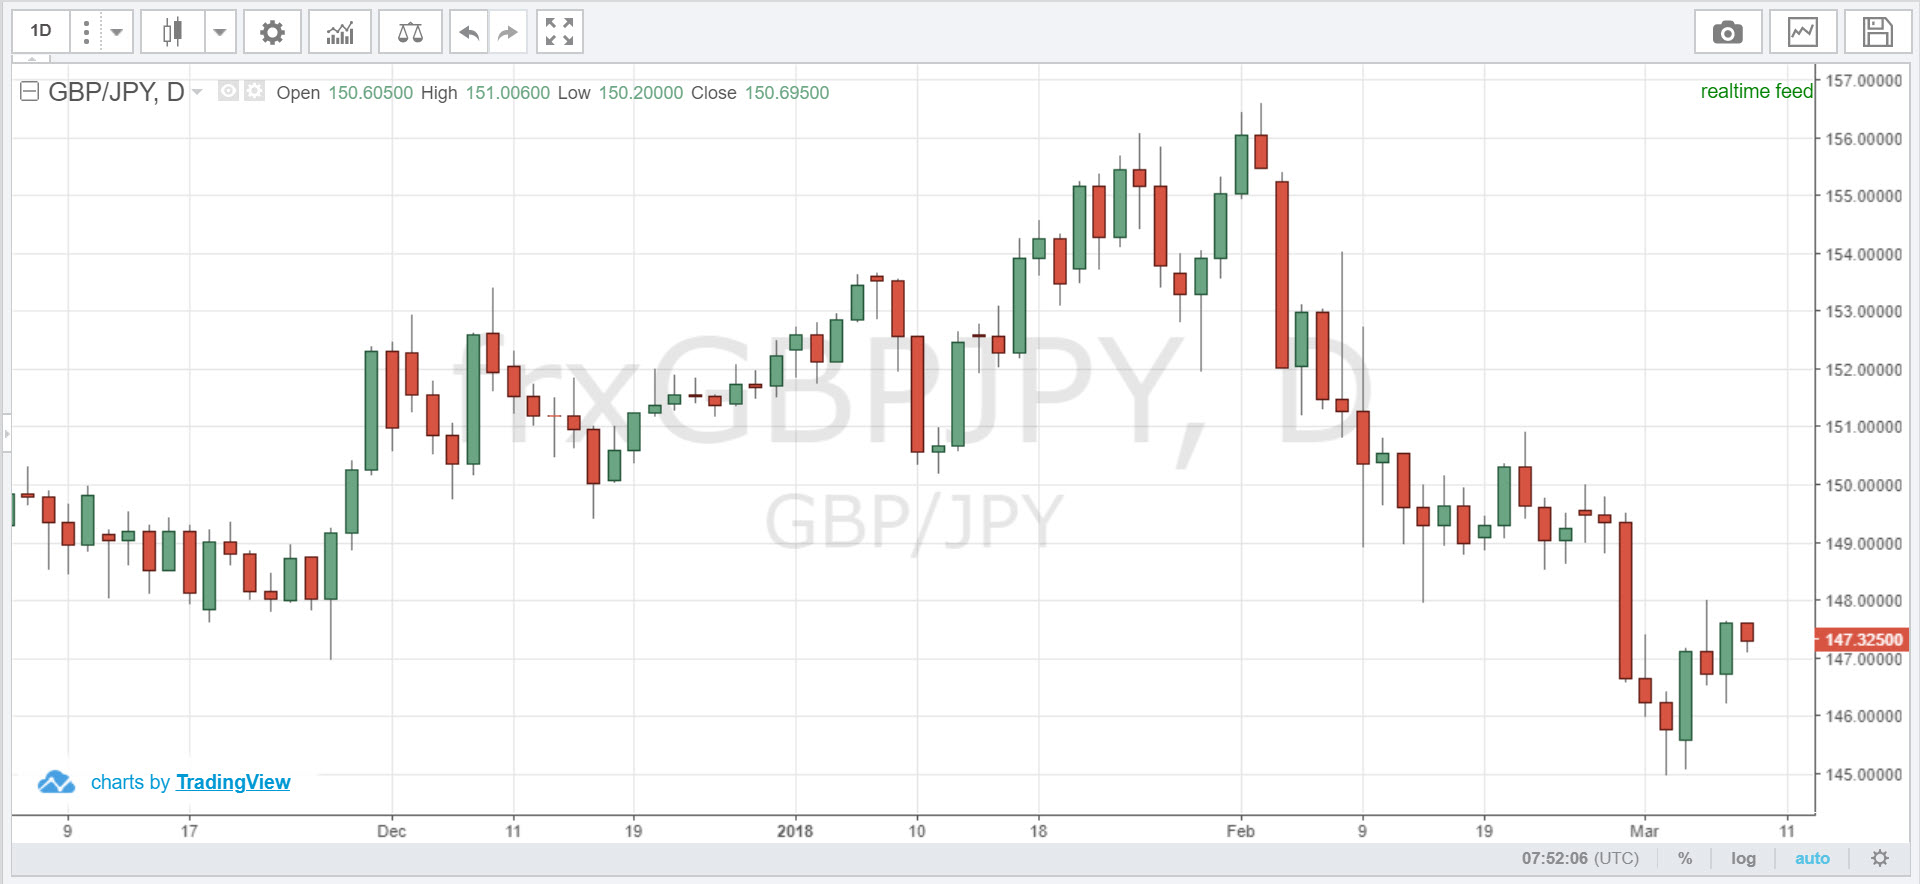 1D
GBP/JPY, D Open 150.60500 High 151.00600 Low 150.20000 Close 150.69500
realtime feed
157.00000
156.00000
155.00000
154.00000
153.00000
152.00000
151.00000
150.00000
149.00000
148.00000
147.32500
147.00000
146.00000
145.00000
frxGBPJPY, D
GBP/JPY
charts by TradingView
9 17 Dec 11 19 2018 10 18 Feb 9 19 Mar 11
07:52:06 (UTC) % log auto